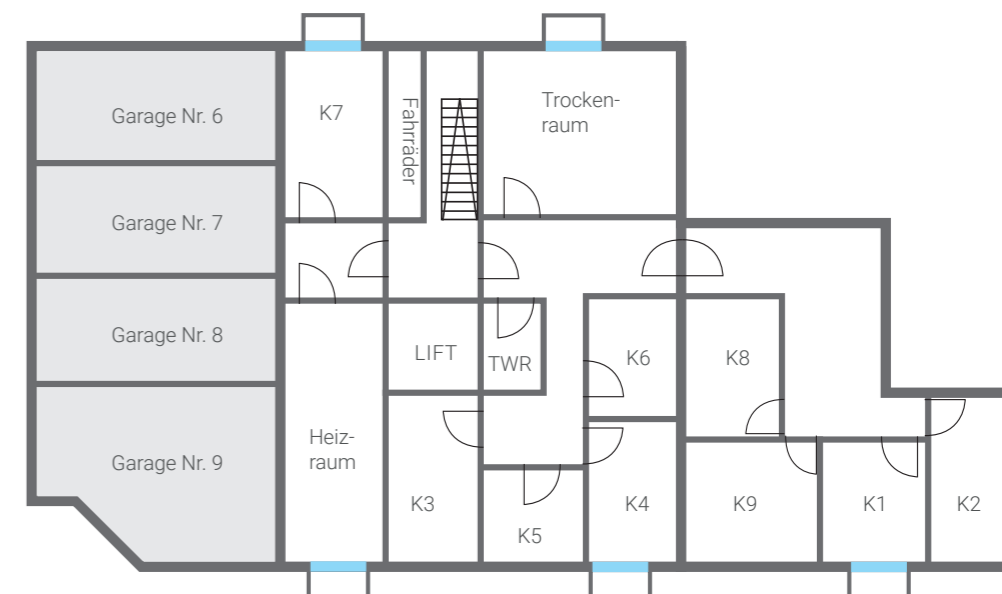 Garage Nr. 6
K7
Fahrräder
Trocken-
raum
Garage Nr. 7
Garage Nr. 8
LIFT
TWR
K6
K8
Garage Nr. 9
Heiz-
raum
K3
K5
K4
K9
K1
K2